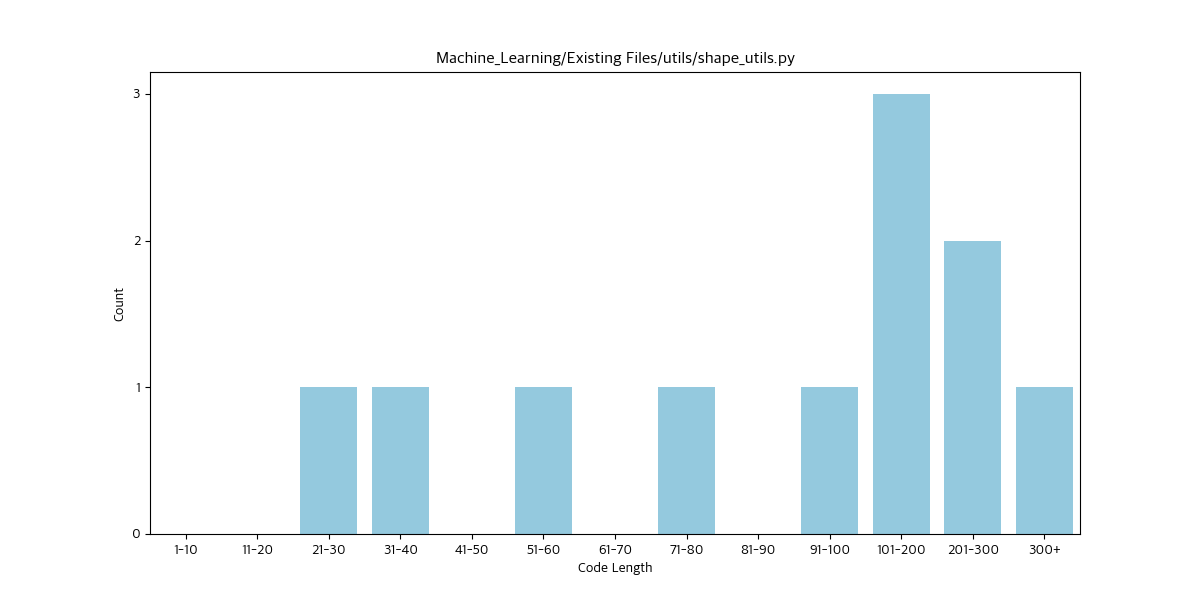 Machine_Learning/Existing Files/utils/shape_utils.py
3
2
1
0
Count
1-10 11-20 21-30 31-40 41-50 51-60 61-70 71-80 81-90 91-100 101-200 201-300 300+
Code Length